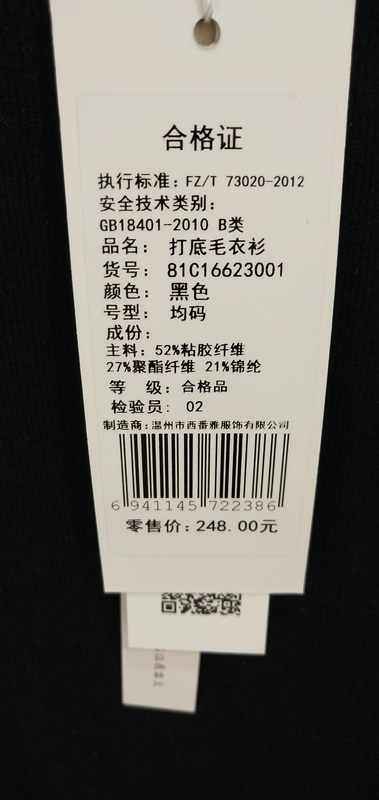 合格证
执行标准: FZ/T 73020-2012
安全技术类别:
GB18401-2010 B类
品名: 打底毛衣衫
货号: 81C16623001
颜色: 黑色
号型: 均码
成份:
主料: 52%粘胶纤维
27%聚酯纤维 21%锦纶
等 级: 合格品
检验员: 02
制造商: 温州市西番雅服饰有限公司
6 941145 722386
零售价: 248.00元